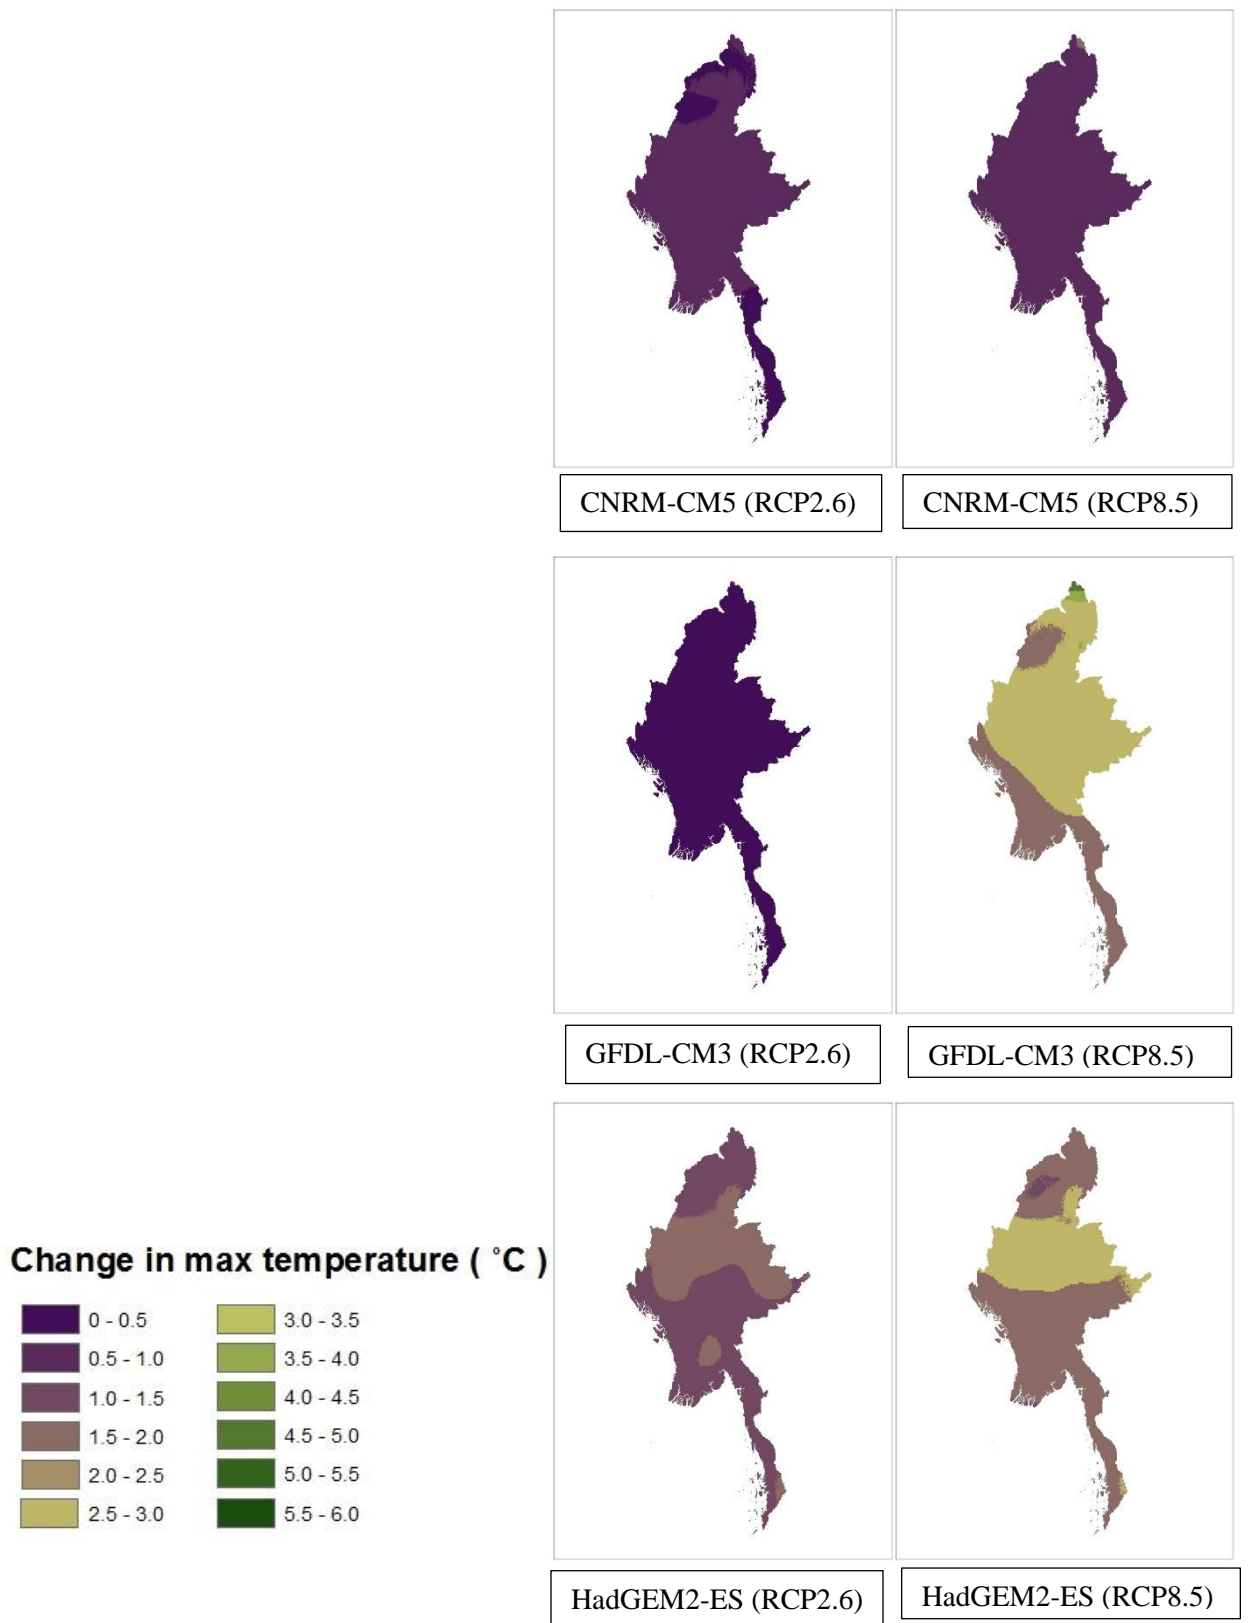 CNRM-CM5 (RCP2.6)
CNRM-CM5 (RCP8.5)
GFDL-CM3 (RCP2.6)
GFDL-CM3 (RCP8.5)
Change in max temperature ( °C )
0 - 0.5
0.5 - 1.0
1.0 - 1.5
1.5 - 2.0
2.0 - 2.5
2.5 - 3.0
3.0 - 3.5
3.5 - 4.0
4.0 - 4.5
4.5 - 5.0
5.0 - 5.5
5.5 - 6.0
HadGEM2-ES (RCP2.6)
HadGEM2-ES (RCP8.5)